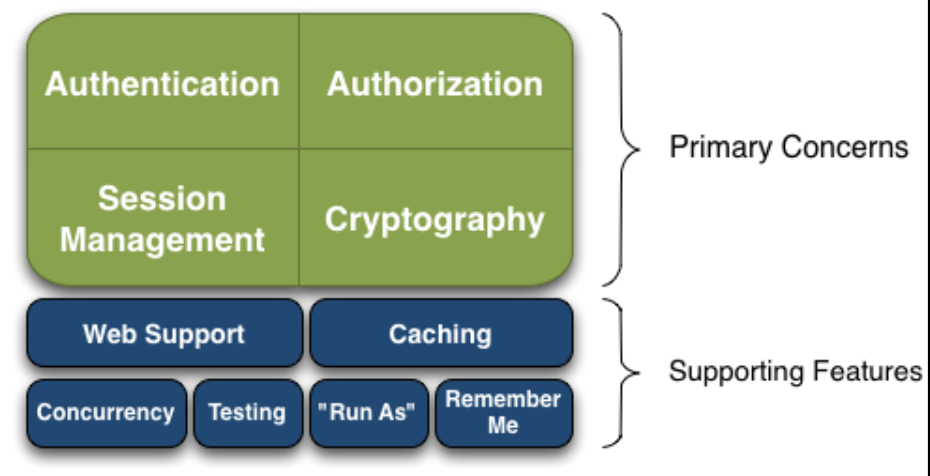 Authentication
Authorization
Primary Concerns
Session
Management
Cryptography
Web Support
Caching
Supporting Features
Concurrency
Testing
"Run As"
Remember
Me